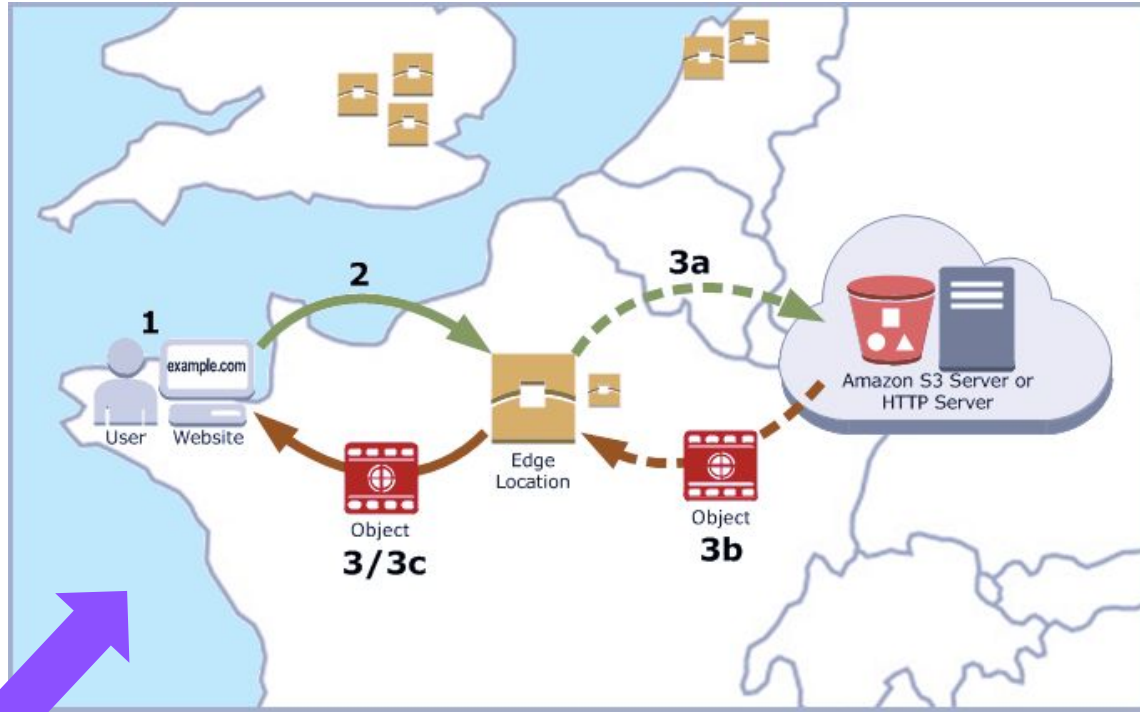 2
3a
1
example.com
User
Website
Amazon S3 Server or
HTTP Server
Edge
Location
Object
3/3c
Object
3b